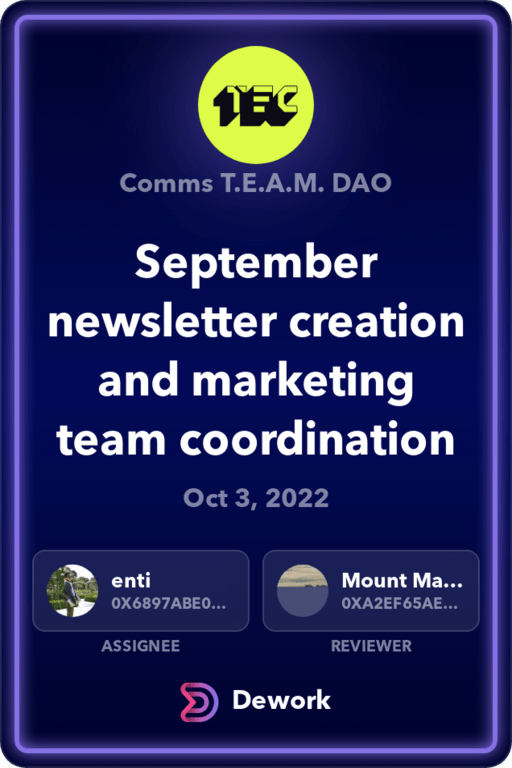 TEC
Comms T.E.A.M. DAO
September
newsletter creation
and marketing
team coordination
Oct 3, 2022
enti
0X6897ABE0...
Mount Ma...
0XA2EF65AE...
ASSIGNEE
REVIEWER
Dework